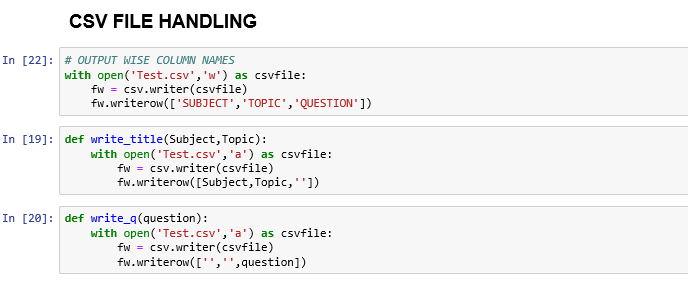 CSV FILE HANDLING
In [22]: # OUTPUT WISE COLUMN NAMES
with open('Test.csv','w') as csvfile:
    fw = csv.writer(csvfile)
    fw.writerow(['SUBJECT','TOPIC','QUESTION'])
In [19]: def write_title(Subject,Topic):
    with open('Test.csv','a') as csvfile:
        fw = csv.writer(csvfile)
        fw.writerow([Subject,Topic,''])
In [20]: def write_q(question):
    with open('Test.csv','a') as csvfile:
        fw = csv.writer(csvfile)
        fw.writerow(['','',question])